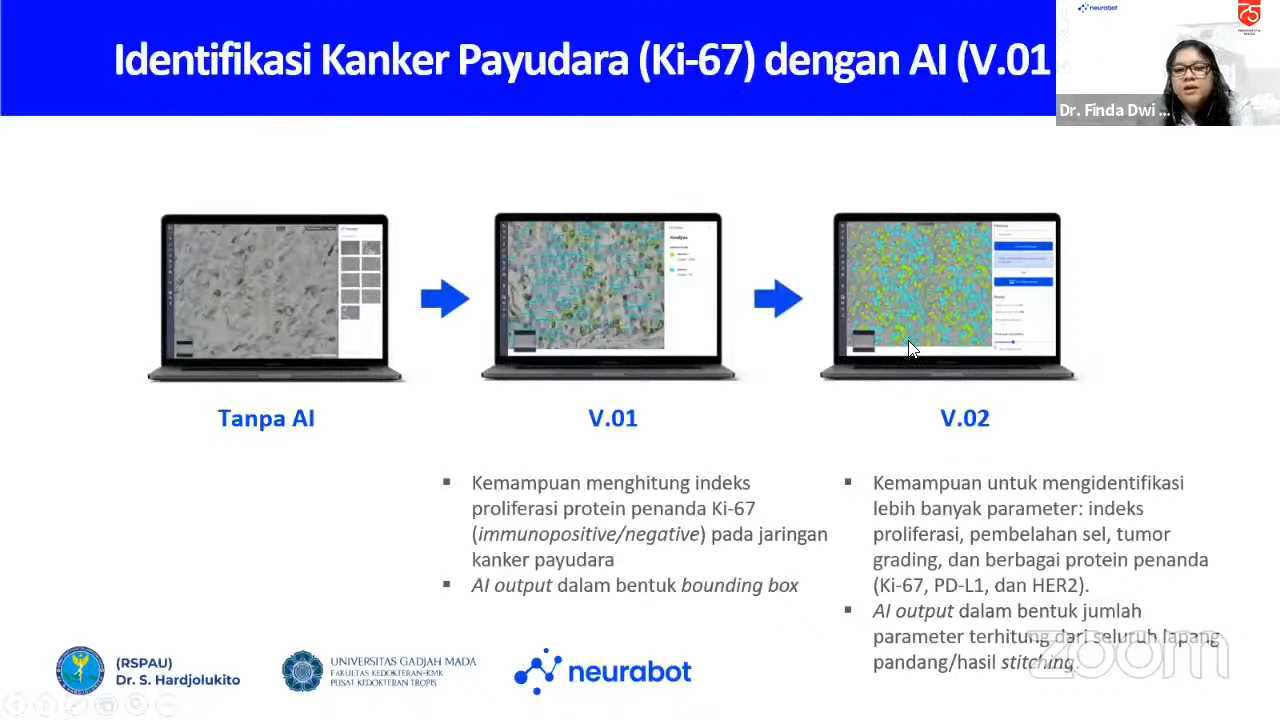 Identifikasi Kanker Payudara (Ki-67) dengan AI (V.01
neurabot
Dr. Finda Dwi ...
Analysis
Tanpa AI
V.01
V.02
▪ Kemampuan menghitung indeks
proliferasi protein penanda Ki-67
(immunopositive/negative) pada jaringan
kanker payudara
▪ AI output dalam bentuk bounding box
▪ Kemampuan untuk mengidentifikasi
lebih banyak parameter: indeks
proliferasi, pembelahan sel, tumor
grading, dan berbagai protein penanda
(Ki-67, PD-L1, dan HER2).
▪ AI output dalam bentuk jumlah
parameter terhitung dari seluruh lapang
pandang/hasil stitching.
(RSPAU)
Dr. S. Hardjolukito
UNIVERSITAS GADJAH MADA
FAKULTAS KEDOKTERAN-KMK
PUSAT KEDOKTERAN TROPIS
neurabot
zoom